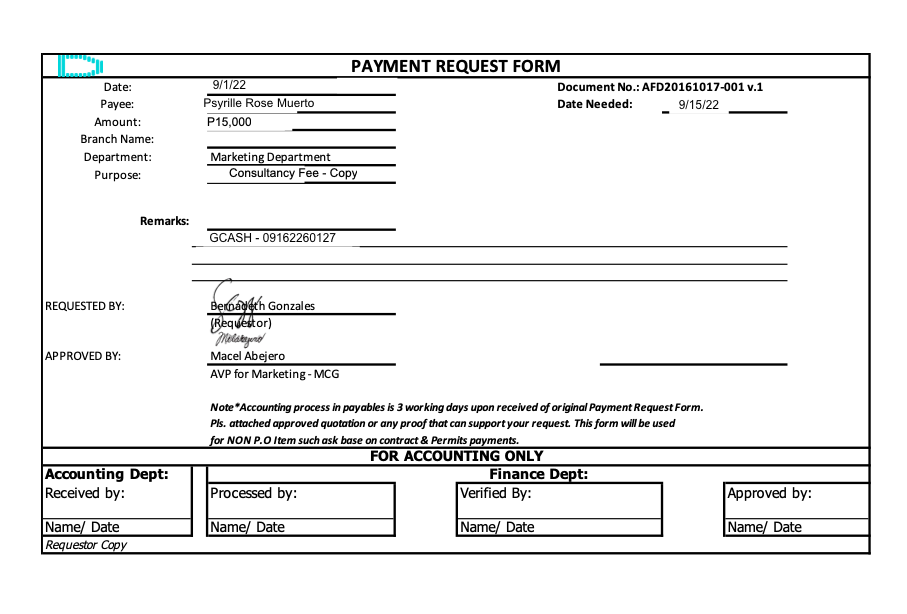 PAYMENT REQUEST FORM
Date: 9/1/22 Document No.: AFD20161017-001 v.1
Payee: Psyrille Rose Muerto Date Needed: 9/15/22
Amount: P15,000
Branch Name:
Department: Marketing Department
Purpose: Consultancy Fee - Copy
Remarks:
GCASH - 09162260127
REQUESTED BY: Bernadeth Gonzales
(Requestor)
APPROVED BY: Macel Abejero
AVP for Marketing - MCG
Note*Accounting process in payables is 3 working days upon received of original Payment Request Form.
Pls. attached approved quotation or any proof that can support your request. This form will be used
for NON P.O Item such ask base on contract & Permits payments.
FOR ACCOUNTING ONLY
Accounting Dept: Finance Dept:
Received by: Processed by: Verified By: Approved by:
Name/ Date Name/ Date Name/ Date Name/ Date
Requestor Copy